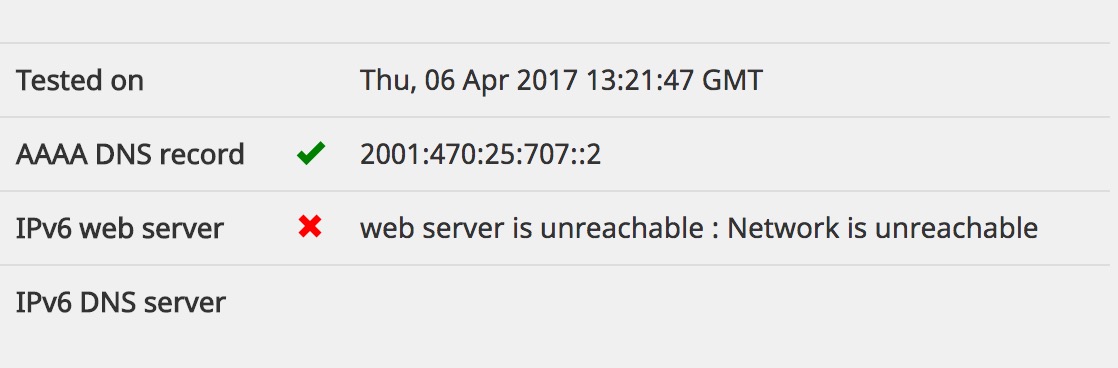 Tested on Thu, 06 Apr 2017 13:21:47 GMT
AAAA DNS record ✔ 2001:470:25:707::2
IPv6 web server ✖ web server is unreachable : Network is unreachable
IPv6 DNS server